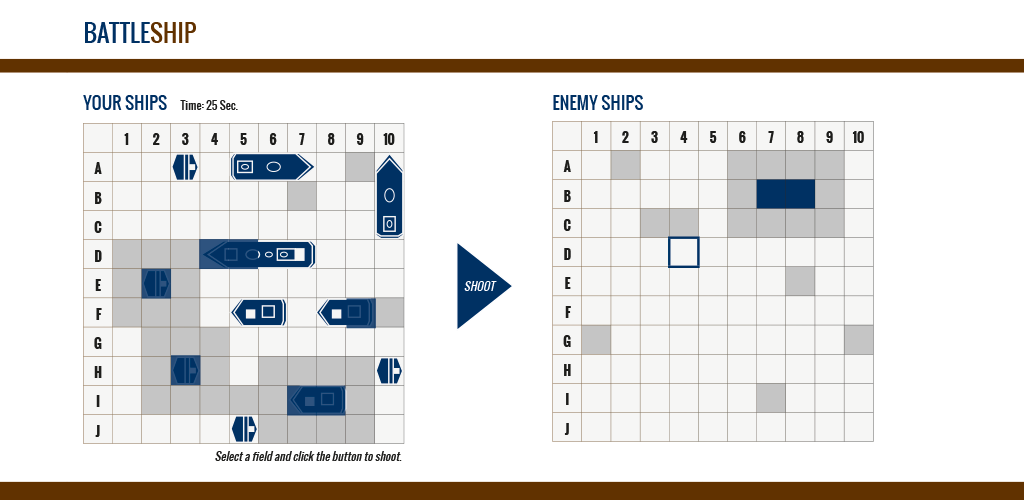 BATTLESHIP
YOUR SHIPS Time: 25 Sec.
1 2 3 4 5 6 7 8 9 10
A
B
C
D
E
F
G
H
I
J
Select a field and click the button to shoot.
SHOOT
ENEMY SHIPS
1 2 3 4 5 6 7 8 9 10
A
B
C
D
E
F
G
H
I
J